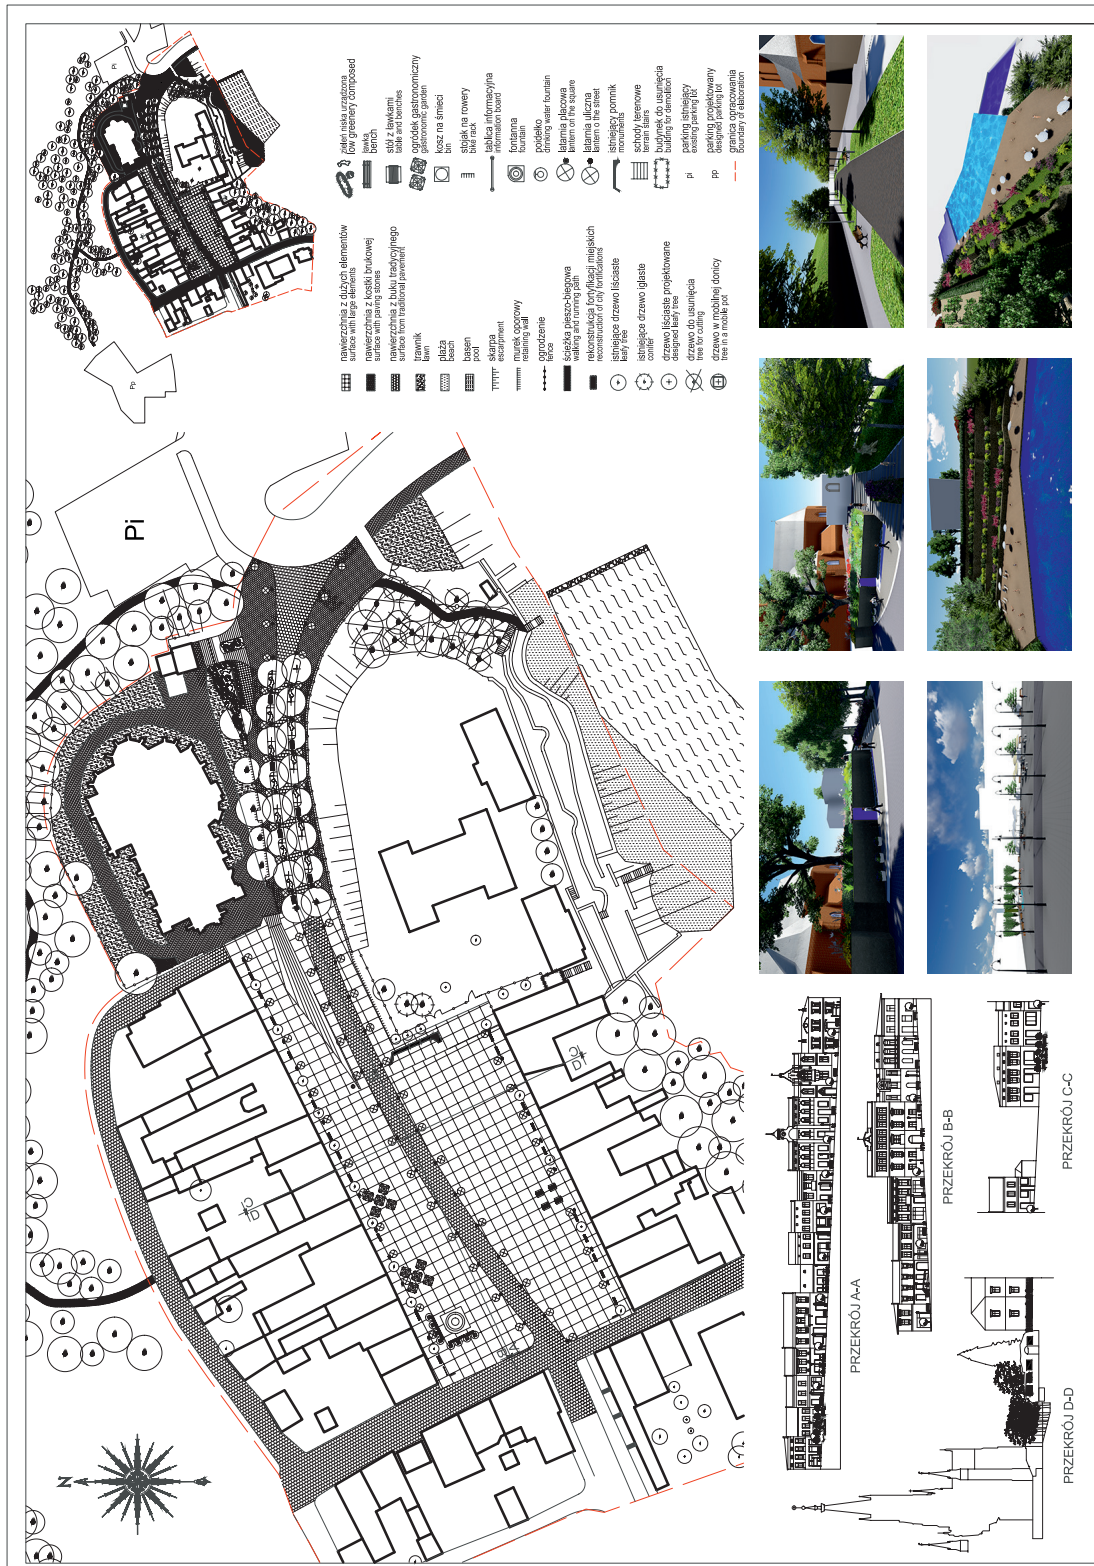 Pi
Pp
nawierzchnia z dużych elementów
surface with large elements
nawierzchnia z kostki brukowej
surface with paving stones
nawierzchnia z buku tradycyjnego
surface from traditional pavement
trawnik
lawn
plaża
beach
basen
pool
skarpa
escarpment
murek oporowy
retaining wall
ogrodzenie
fence
ścieżka pieszo-biegowa
walking and running path
rekonstrukcja fortyfikacji miejskich
reconstruction of city fortifications
istniejące drzewo liściaste
leafy tree
istniejące drzewo iglaste
conifer
drzewo liściaste projektowane
designed leafy tree
drzewo do usunięcia
tree for cutting
drzewo w mobilnej donicy
tree in a mobile pot
zieleń niska urządzona
low greenery composed
ławka
bench
stół z ławkami
table and benches
ogródek gastronomiczny
gastronomic garden
kosz na śmieci
bin
stojak na rowery
bike rack
tablica informacyjna
information board
fontanna
fountain
poidełko
drinking water fountain
latarnia placowa
lantern on the square
latarnia uliczna
lantern o the street
istniejący pomnik
monuments
schody terenowe
terrain stairs
budynek do usunięcia
building for demolition
pi
parking istniejący
existing parking lot
pp
parking projektowany
designed parking lot
granica opracowania
boundary of elaboration
Pi
N
PRZEKRÓJ A-A
PRZEKRÓJ B-B
PRZEKRÓJ C-C
PRZEKRÓJ D-D